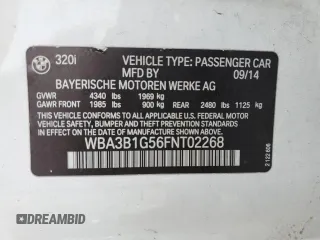 320i
VEHICLE TYPE: PASSENGER CAR
MFD BY 09/14
BAYERISCHE MOTOREN WERKE AG
GVWR 4340 lbs 1969 kg
GAWR FRONT 1985 lbs 900 kg REAR 2480 lbs 1125 kg
THIS VEHICLE CONFORMS TO ALL APPLICABLE U.S. FEDERAL MOTOR VEHICLE SAFETY, BUMPER, AND THEFT PREVENTION STANDARDS IN EFFECT ON THE DATE OF MANUFACTURE SHOWN ABOVE.
WBA3B1G56FNT02268
AUTOBIDMASTER